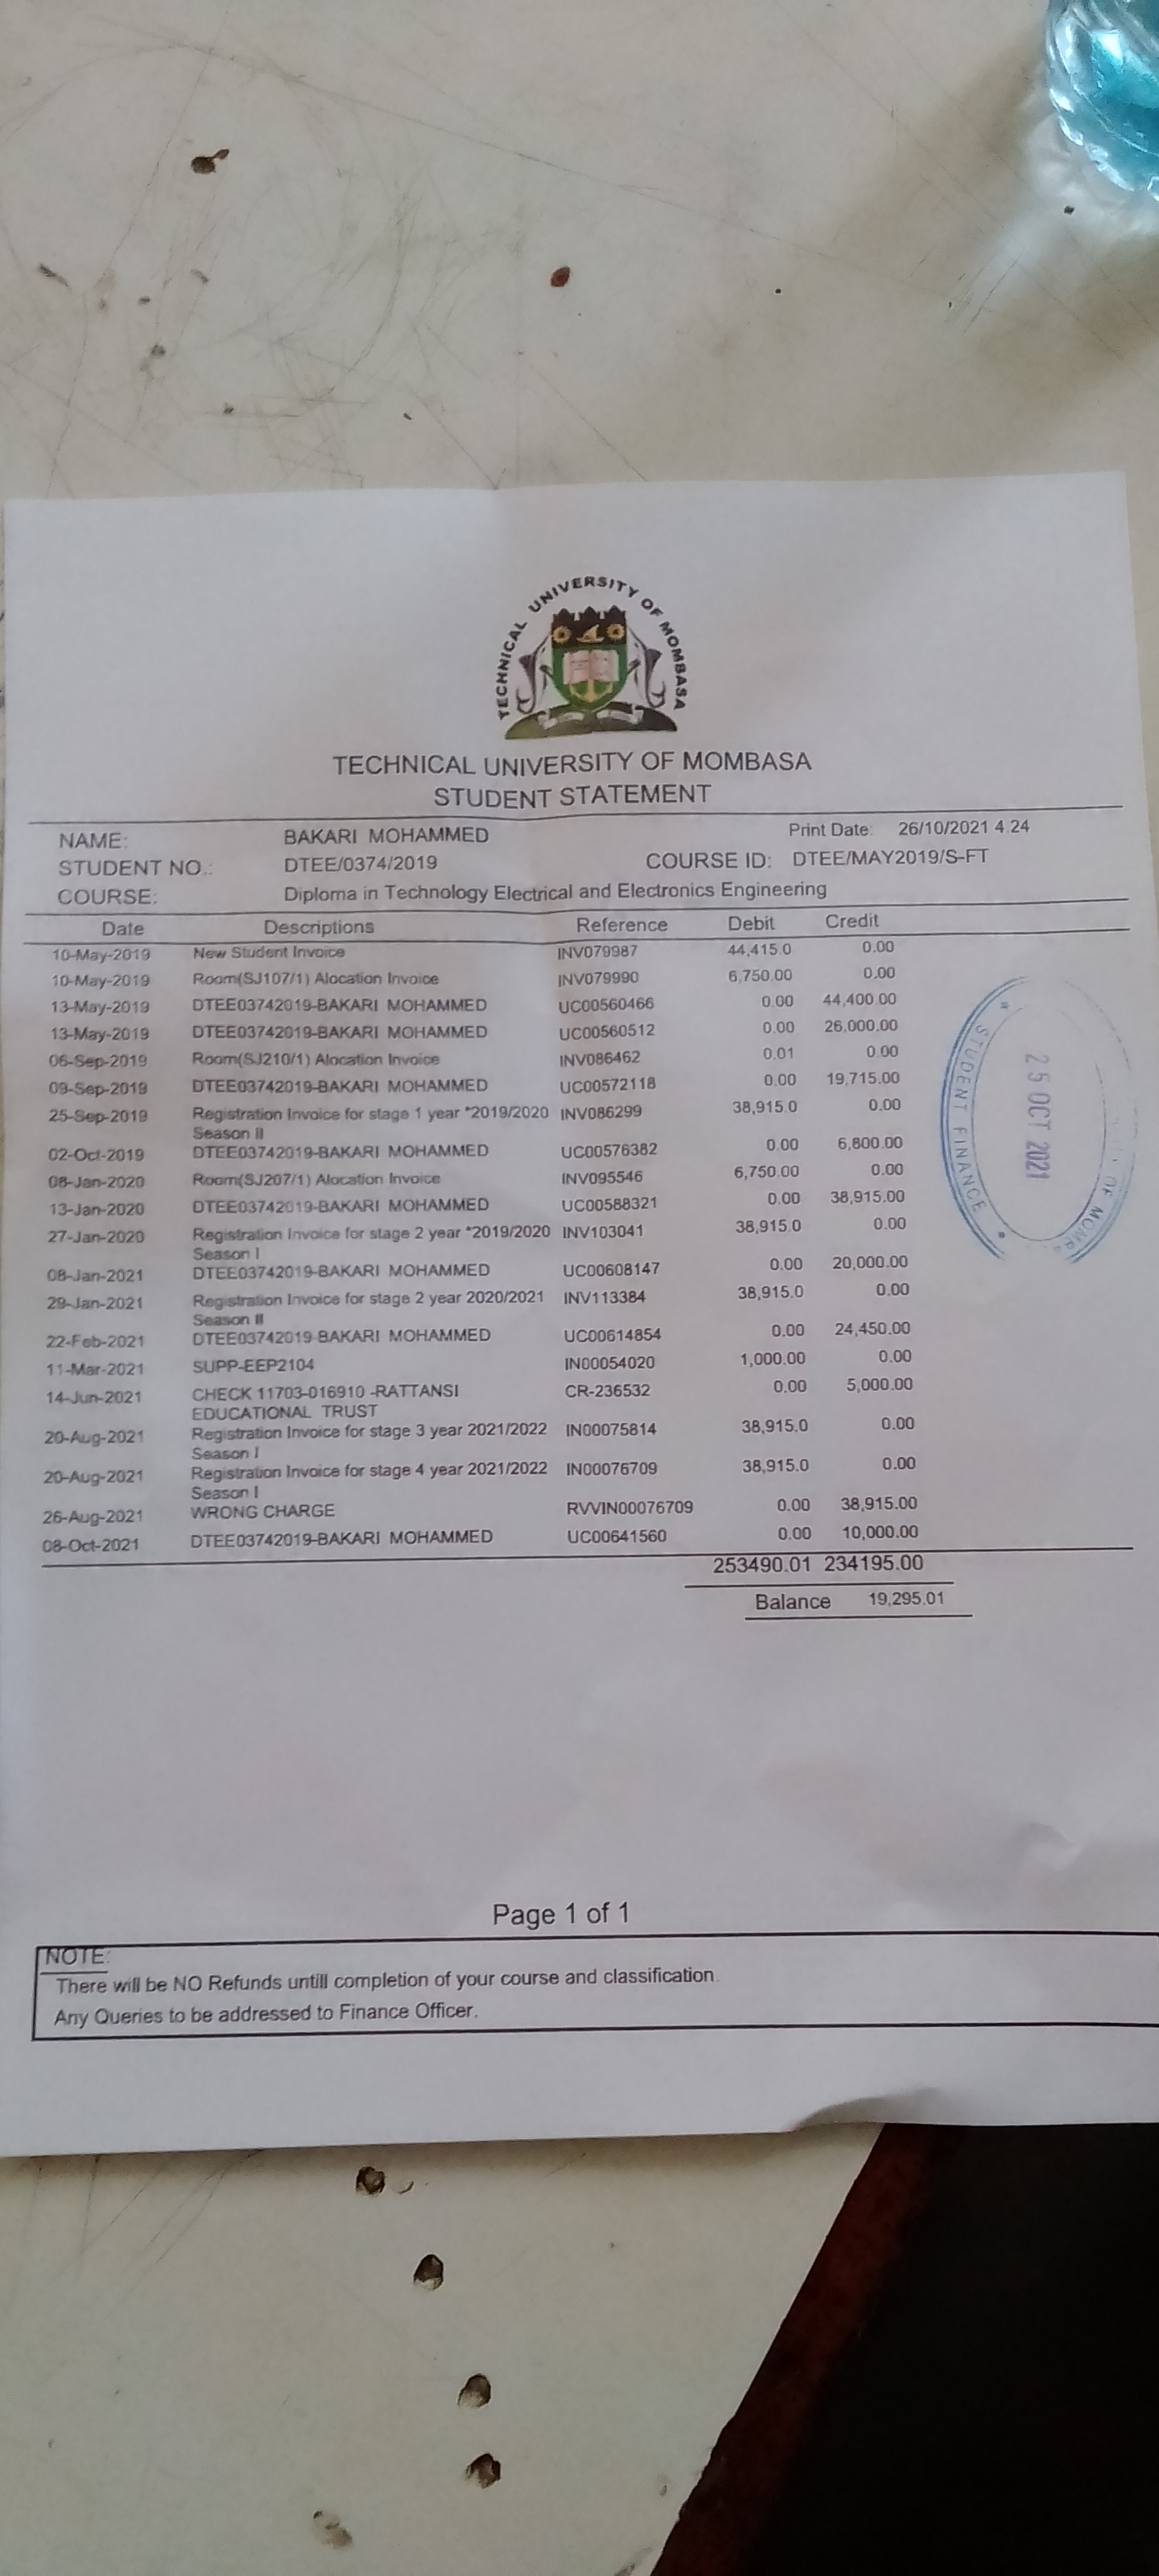 TECHNICAL UNIVERSITY OF MOMBASA
TECHNICAL UNIVERSITY OF MOMBASA
STUDENT STATEMENT
NAME: BAKARI MOHAMMED Print Date: 26/10/2021 4.24
STUDENT NO.: DTEE/0374/2019 COURSE ID: DTEE/MAY2019/S-FT
COURSE: Diploma in Technology Electrical and Electronics Engineering
Date Descriptions Reference Debit Credit
10-May-2019 New Student Invoice INV079987 44,415.0 0.00
10-May-2019 Room(SJ107/1) Alocation Invoice INV079990 6,750.00 0.00
13-May-2019 DTEE03742019-BAKARI MOHAMMED UC00560466 0.00 44,400.00
13-May-2019 DTEE03742019-BAKARI MOHAMMED UC00560512 0.00 26,000.00
06-Sep-2019 Room(SJ210/1) Alocation Invoice INV086462 0.01 0.00
09-Sep-2019 DTEE03742019-BAKARI MOHAMMED UC00572118 0.00 19,715.00
25-Sep-2019 Registration Invoice for stage 1 year *2019/2020 INV086299 38,915.0 0.00
Season II
02-Oct-2019 DTEE03742019-BAKARI MOHAMMED UC00576382 0.00 6,800.00
08-Jan-2020 Room(SJ207/1) Alocation Invoice INV095546 6,750.00 0.00
13-Jan-2020 DTEE03742019-BAKARI MOHAMMED UC00588321 0.00 38,915.00
27-Jan-2020 Registration Invoice for stage 2 year *2019/2020 INV103041 38,915.0 0.00
Season I
08-Jan-2021 DTEE03742019-BAKARI MOHAMMED UC00608147 0.00 20,000.00
29-Jan-2021 Registration Invoice for stage 2 year 2020/2021 INV113384 38,915.0 0.00
Season II
22-Feb-2021 DTEE03742019-BAKARI MOHAMMED UC00614854 0.00 24,450.00
11-Mar-2021 SUPP-EEP2104 IN00054020 1,000.00 0.00
14-Jun-2021 CHECK 11703-016910 -RATTANSI CR-236532 0.00 5,000.00
EDUCATIONAL TRUST
20-Aug-2021 Registration Invoice for stage 3 year 2021/2022 IN00075814 38,915.0 0.00
Season I
20-Aug-2021 Registration Invoice for stage 4 year 2021/2022 IN00076709 38,915.0 0.00
Season I
26-Aug-2021 WRONG CHARGE RVVIN00076709 0.00 38,915.00
08-Oct-2021 DTEE03742019-BAKARI MOHAMMED UC00641560 0.00 10,000.00
253490.01 234195.00
Balance 19,295.01
STUDENT FINANCE
25 OCT 2021
Page 1 of 1
NOTE:
There will be NO Refunds untill completion of your course and classification.
Any Queries to be addressed to Finance Officer.